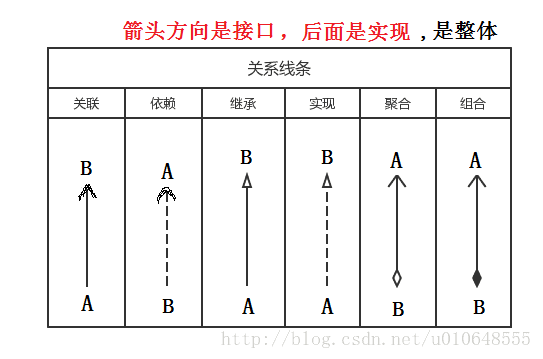 箭头方向是接口，后面是实现 ,是整体
关系线条
关联 依赖 继承 实现 聚合 组合
B A B B A A
A B A A B B
http://blog.csdn.net/u010648555